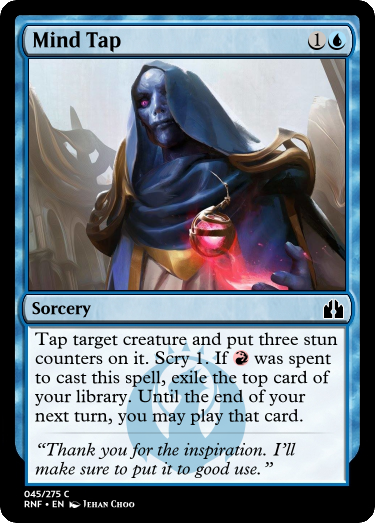 Mind Tap 1
Sorcery
Tap target creature and put three stun
counters on it. Scry 1. If was spent
to cast this spell, exile the top card of
your library. Until the end of your
next turn, you may play that card.
“Thank you for the inspiration. I’ll
make sure to put it to good use.”
045/275 C
RNF • EN Jehan Choo